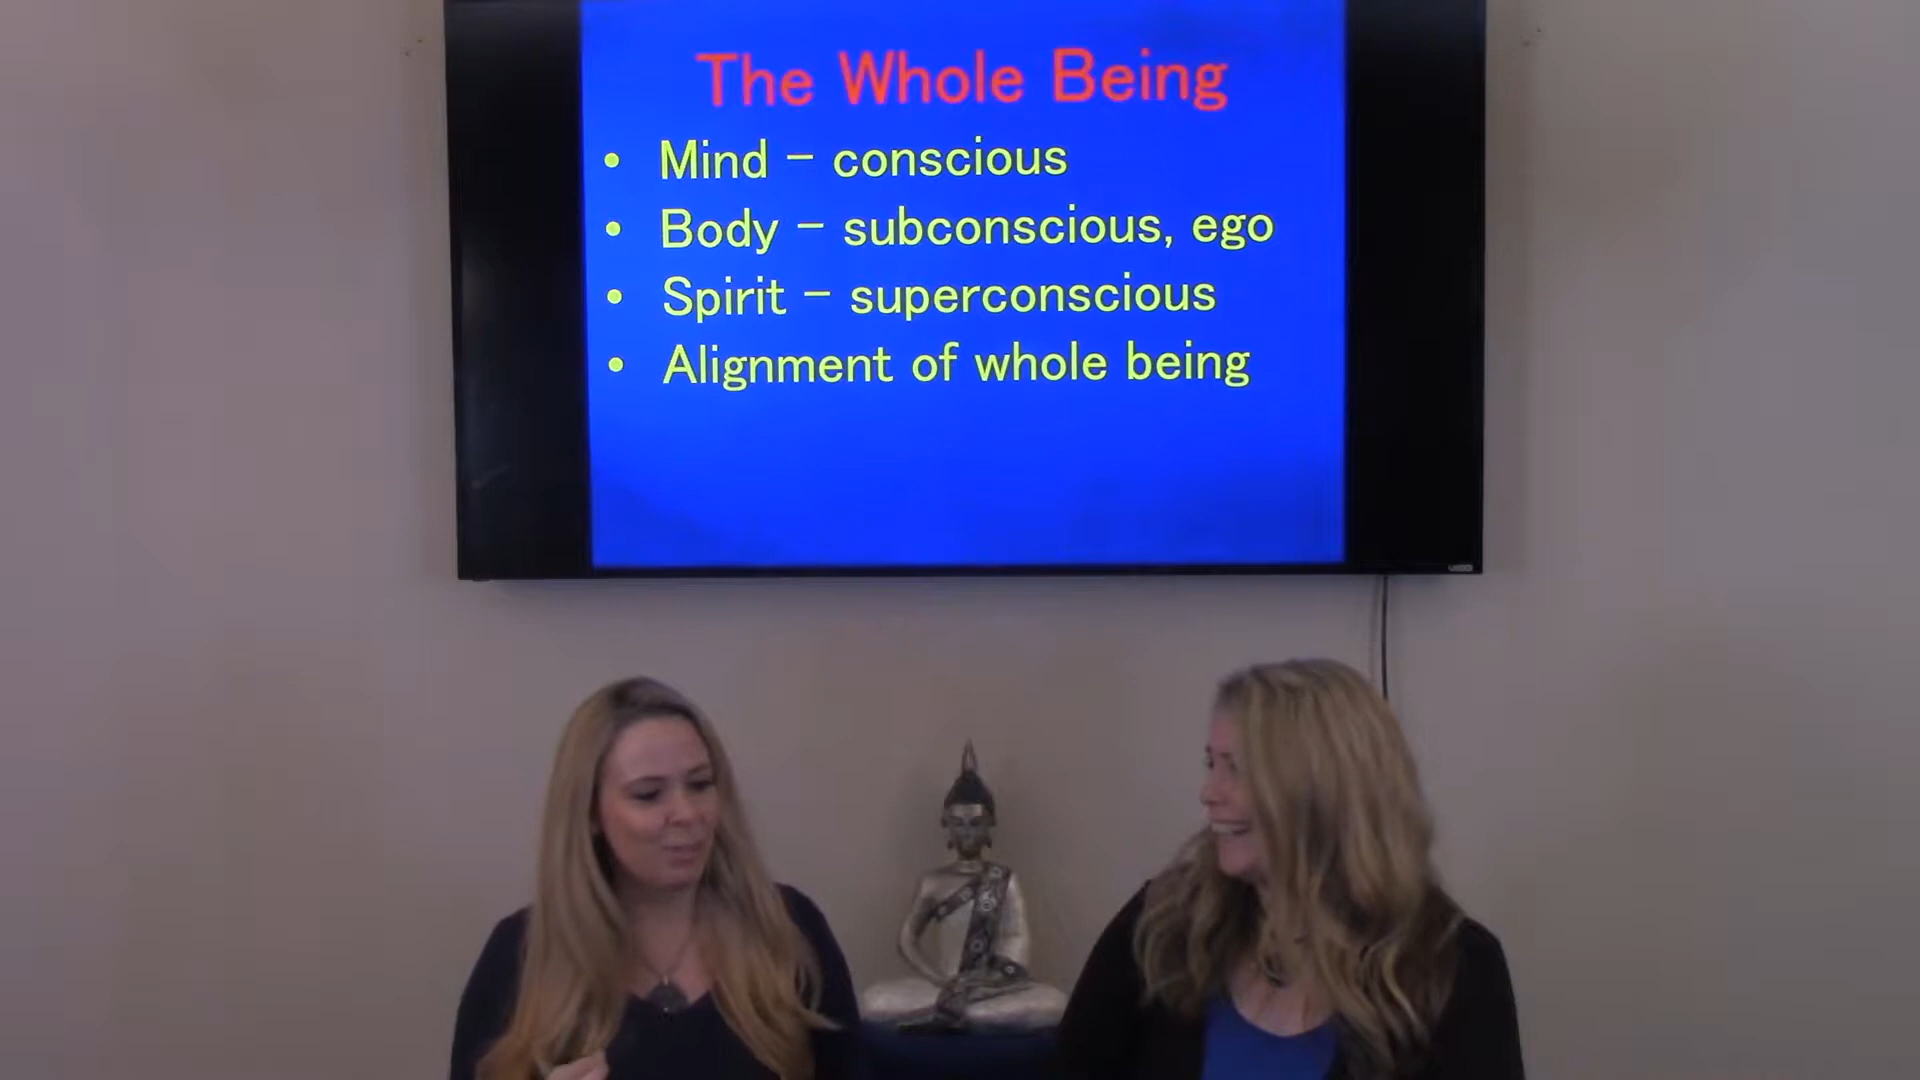 The Whole Being
• Mind – conscious
• Body – subconscious, ego
• Spirit – superconscious
• Alignment of whole being